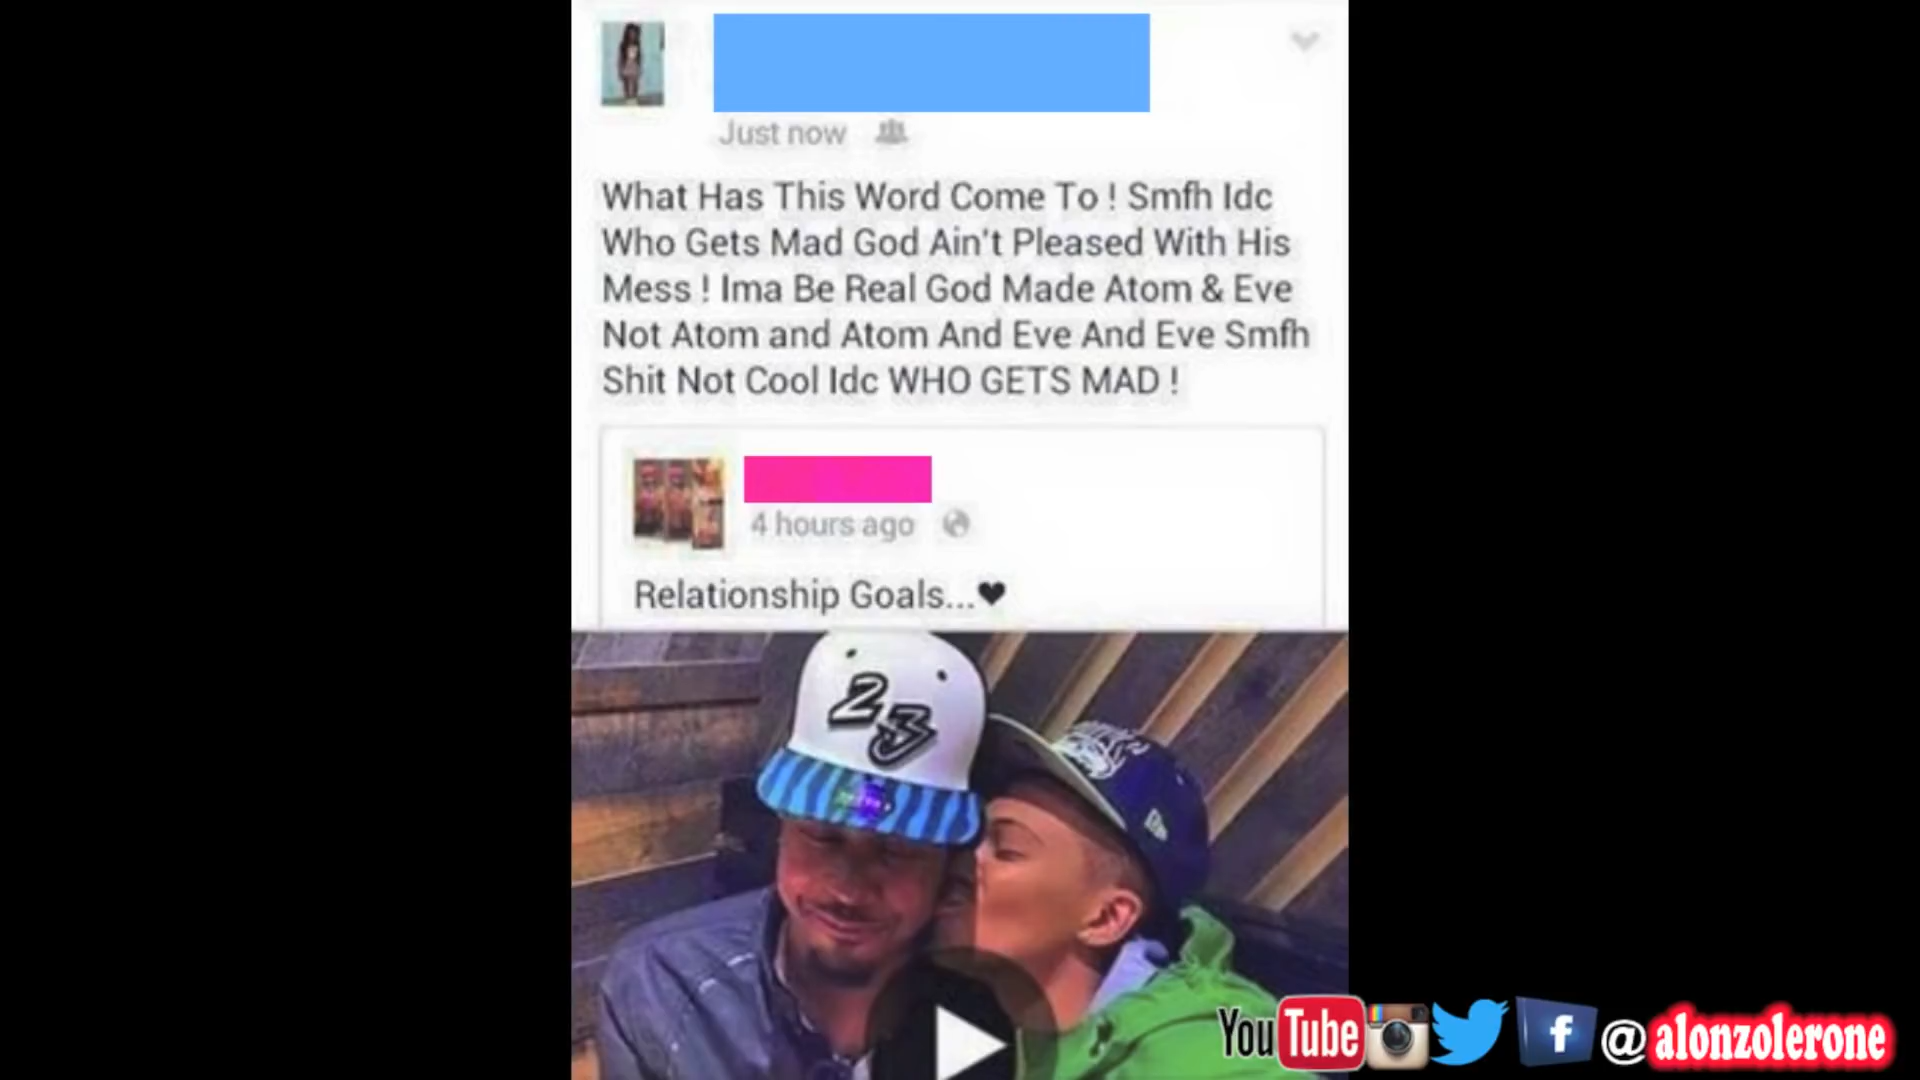 Just now
What Has This Word Come To ! Smfh Idc
Who Gets Mad God Ain't Pleased With His
Mess ! Ima Be Real God Made Atom & Eve
Not Atom and Atom And Eve And Eve Smfh
Shit Not Cool Idc WHO GETS MAD !
4 hours ago
Relationship Goals...♥
23
YouTube f @alonzolerone